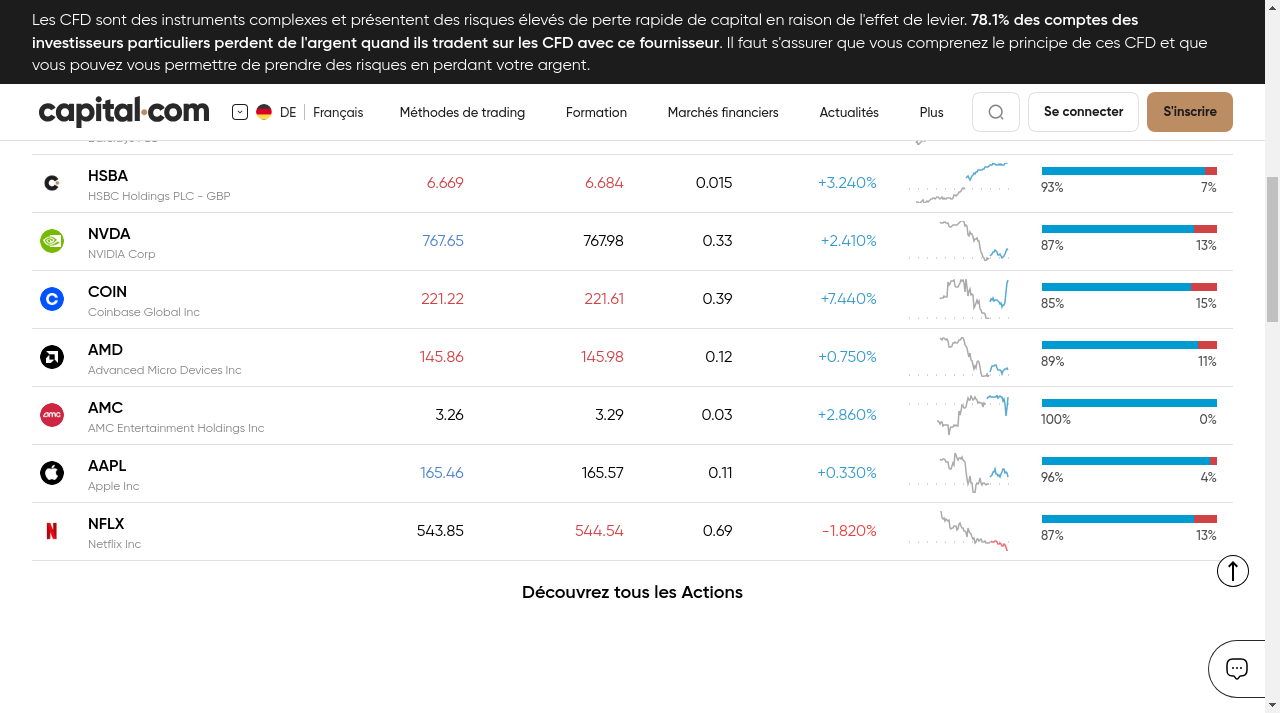 Les CFD sont des instruments complexes et présentent des risques élevés de perte rapide de capital en raison de l'effet de levier. 78.1% des comptes des
investisseurs particuliers perdent de l'argent quand ils tradent sur les CFD avec ce fournisseur. Il faut s'assurer que vous comprenez le principe de ces CFD et que
vous pouvez vous permettre de prendre des risques en perdant votre argent.
capital.com DE Français Méthodes de trading Formation Marchés financiers Actualités Plus Se connecter S'inscrire
HSBA 6.669 6.684 0.015 +3.240%
HSBC Holdings PLC - GBP 93% 7%
NVDA 767.65 767.98 0.33 +2.410%
NVIDIA Corp 87% 13%
COIN 221.22 221.61 0.39 +7.440%
Coinbase Global Inc 85% 15%
AMD 145.86 145.98 0.12 +0.750%
Advanced Micro Devices Inc 89% 11%
amc AMC 3.26 3.29 0.03 +2.860%
AMC Entertainment Holdings Inc 100% 0%
AAPL 165.46 165.57 0.11 +0.330%
Apple Inc 96% 4%
N NFLX 543.85 544.54 0.69 -1.820%
Netflix Inc 87% 13%
Découvrez tous les Actions